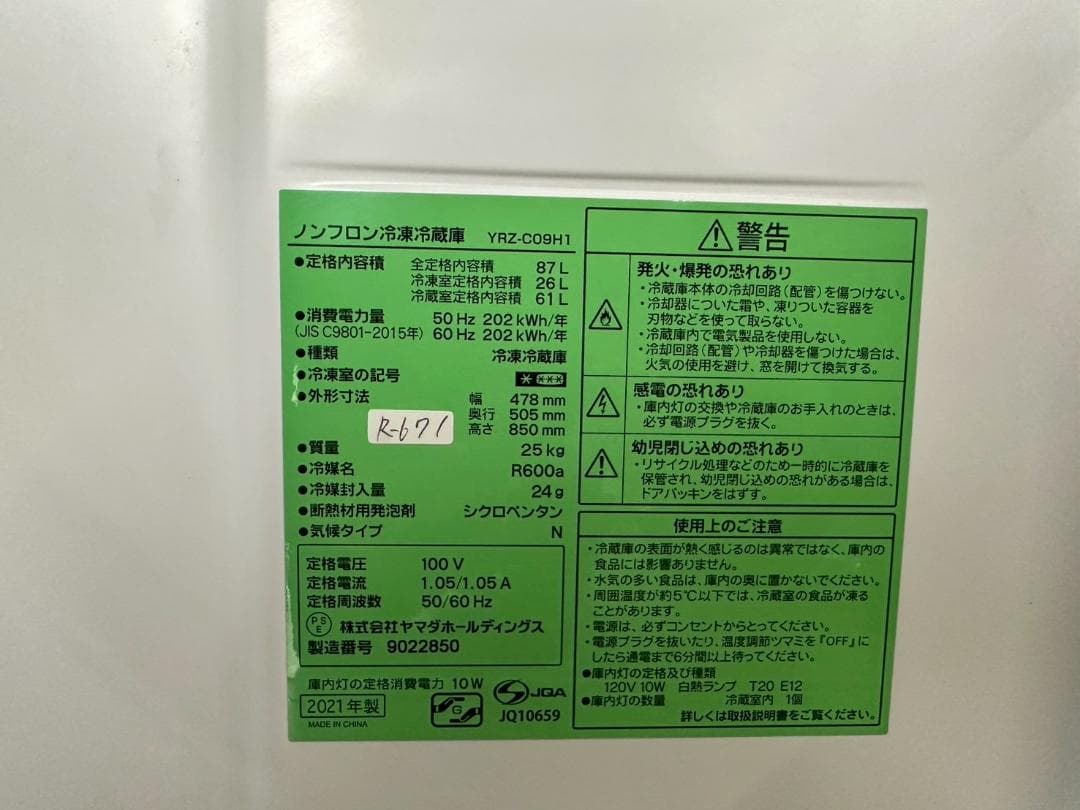 ノンフロン冷凍冷蔵庫 YRZ-C09H1
●定格内容積 全定格内容積 87 L
冷凍室定格内容積 26 L
冷蔵室定格内容積 61 L
●消費電力量 50 Hz 202 kWh/年
(JIS C9801-2015年) 60 Hz 202 kWh/年
●種類 冷凍冷蔵庫
●冷凍室の記号
●外形寸法 幅 478 mm
奥行 505 mm
高さ 850 mm
R-671
●質量 25 kg
●冷媒名 R600a
●冷媒封入量 24 g
●断熱材用発泡剤 シクロペンタン
●気候タイプ N
定格電圧 100 V
定格電流 1.05/1.05 A
定格周波数 50/60 Hz
PSE 株式会社ヤマダホールディングス
製造番号 9022850
庫内灯の定格消費電力 10 W
2021年製
MADE IN CHINA
G
JQA
JQ10659
警告
発火・爆発の恐れあり
・冷蔵庫本体の冷却回路(配管)を傷つけない。
・冷却器についた霜や、凍りついた容器を
刃物などを使って取らない。
・冷蔵庫内で電気製品を使用しない。
・冷却回路(配管)や冷却器を傷つけた場合は、
火気の使用を避け、窓を開けて換気する。
感電の恐れあり
・庫内灯の交換や冷蔵庫のお手入れのときは、
必ず電源プラグを抜く。
幼児閉じ込めの恐れあり
・リサイクル処理などのため一時的に冷蔵庫を
保管され、幼児閉じ込めの恐れがある場合は、
ドアパッキンをはずす。
使用上のご注意
・冷蔵庫の表面が熱く感じるのは異常ではなく、庫内の
食品には影響ありません。
・水気の多い食品は、庫内の奥に置かないでください。
・周囲温度が約5℃以下では、冷蔵室の食品が凍る
ことがあります。
・電源は、必ずコンセントからとってください。
・電源プラグを抜いたり、温度調節ツマミを『OFF』に
したら通電まで6分間以上待ってください。
●庫内灯の定格及び種類
120V 10W 白熱ランプ T20 E12
●庫内灯の数量 冷蔵室内 1個
詳しくは取扱説明書をご覧ください。